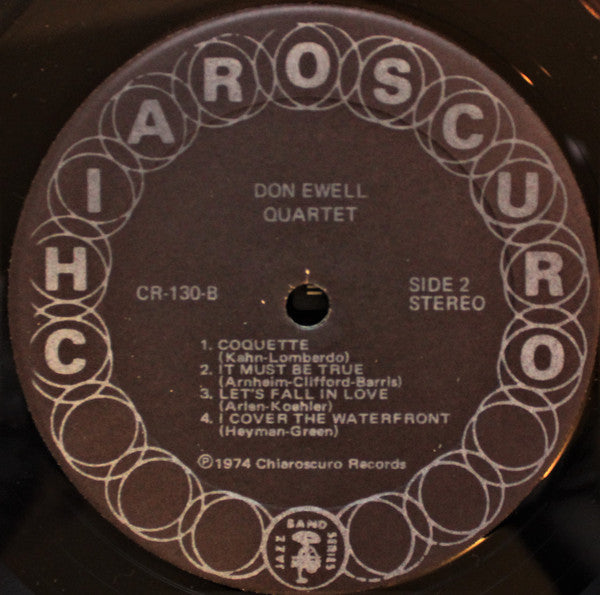 CHIAROSCURO
DON EWELL
QUARTET
CR-130-B
SIDE 2
STEREO
1. COQUETTE
(Kahn-Lombardo)
2. IT MUST BE TRUE
(Arnheim-Clifford-Barris)
3. LET'S FALL IN LOVE
(Arlen-Koehler)
4. I COVER THE WATERFRONT
(Heyman-Green)
Ⓟ1974 Chiaroscuro Records
JAZZ BAND SERIES